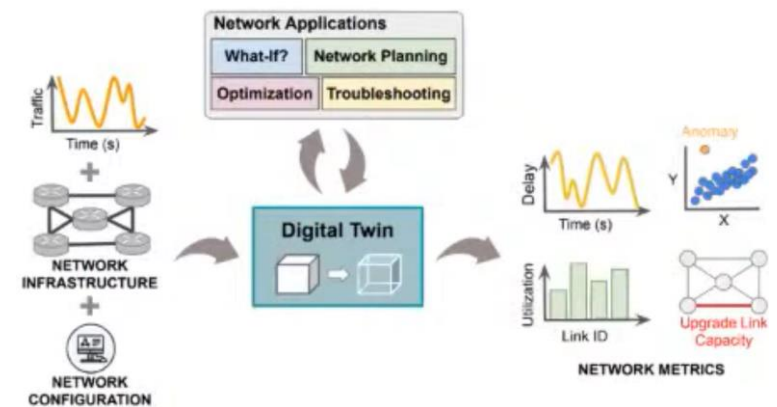 Network Applications
What-If?
Network Planning
Optimization
Troubleshooting
Traffic
Time (s)
+
NETWORK
INFRASTRUCTURE
+
NETWORK
CONFIGURATION
Digital Twin
Delay
Time (s)
Anomaly
Y
X
Utilization
Link ID
Upgrade Link
Capacity
NETWORK METRICS